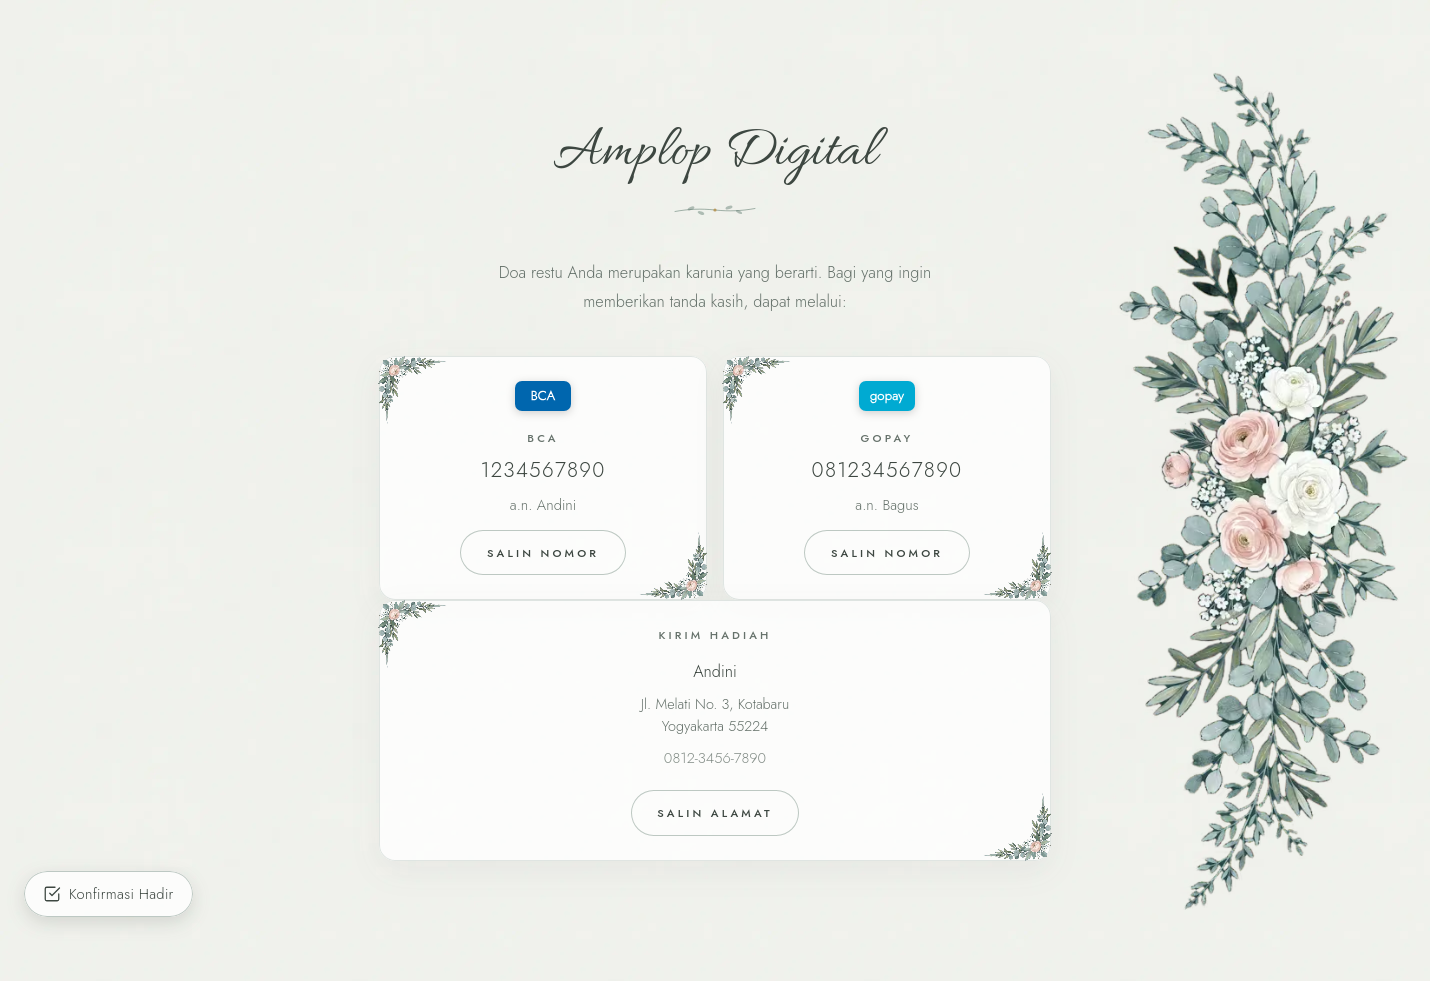 Amplop Digital
Doa restu Anda merupakan karunia yang berarti. Bagi yang ingin
memberikan tanda kasih, dapat melalui:
BCA
BCA
1234567890
a.n. Andini
SALIN NOMOR
gopay
GOPAY
081234567890
a.n. Bagus
SALIN NOMOR
KIRIM HADIAH
Andini
Jl. Melati No. 3, Kotabaru
Yogyakarta 55224
0812-3456-7890
SALIN ALAMAT
Konfirmasi Hadir